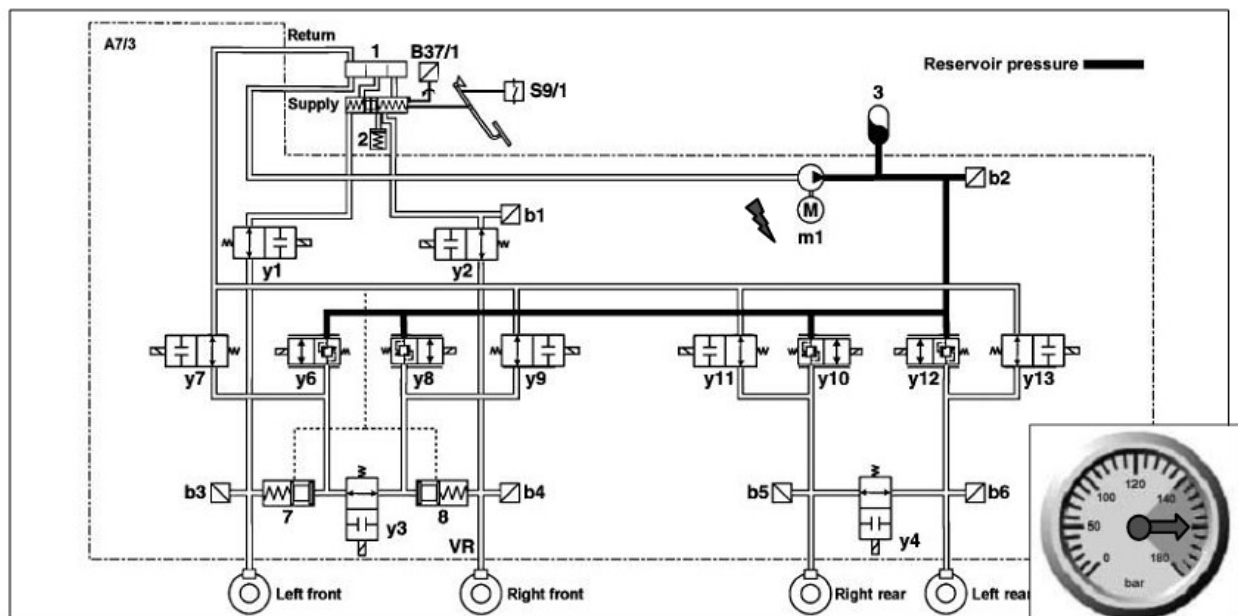 A7/3
Return
1
B37/1
Reservoir pressure
S9/1
Supply
2
3
b2
M
m1
b1
y1
y2
y7
y6
y8
y9
y11
y10
y12
y13
b3
7
y3
8
b4
b5
y4
b6
VR
Left front
Right front
Right rear
Left rear
0
50
100
120
140
180
bar